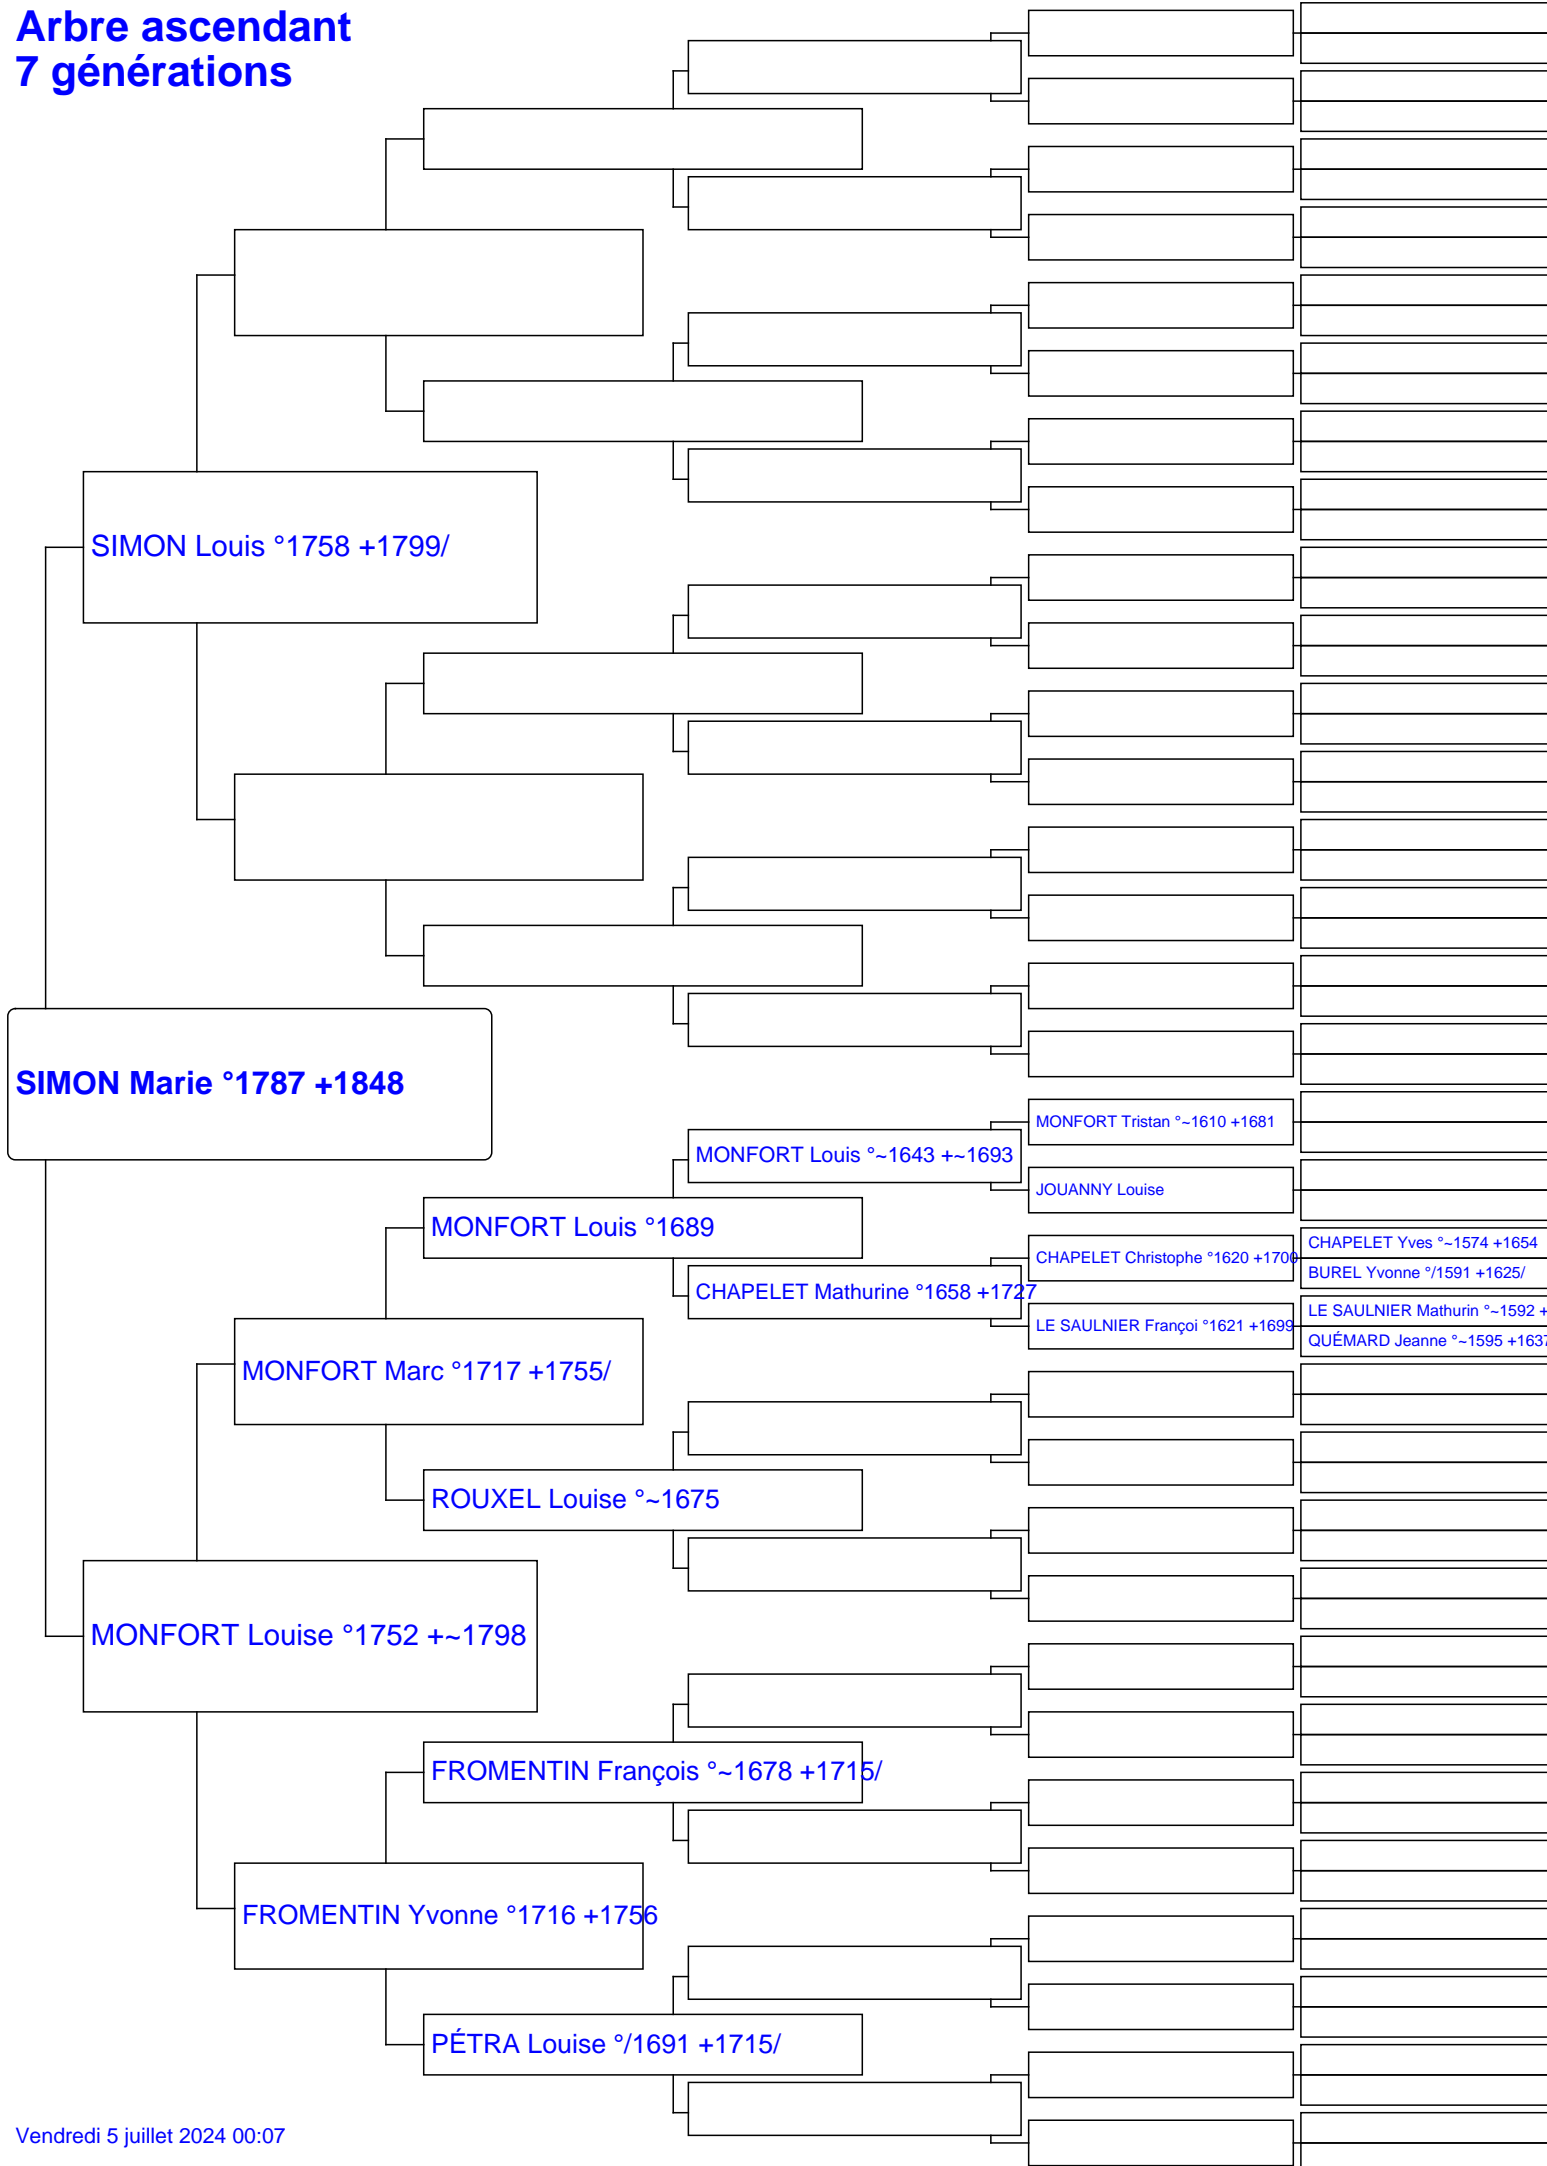 Arbre ascendant
7 générations
SIMON Louis °1758 +1799/
SIMON Marie °1787 +1848
MONFORT Tristan °~1610 +1681
MONFORT Louis °~1643 +~1693
JOUANNY Louise
MONFORT Louis °1689
CHAPELET Yves °~1574 +1654
CHAPELET Christophe °1620 +1700
BUREL Yvonne °/1591 +1625/
CHAPELET Mathurine °1658 +1727
LE SAULNIER Mathurin °~1592 +
LE SAULNIER Françoi °1621 +1699
QUÉMARD Jeanne °~1595 +1637
MONFORT Marc °1717 +1755/
ROUXEL Louise °~1675
MONFORT Louise °1752 +~1798
FROMENTIN François °~1678 +1715/
FROMENTIN Yvonne °1716 +1756
PÉTRA Louise °/1691 +1715/
Vendredi 5 juillet 2024 00:07